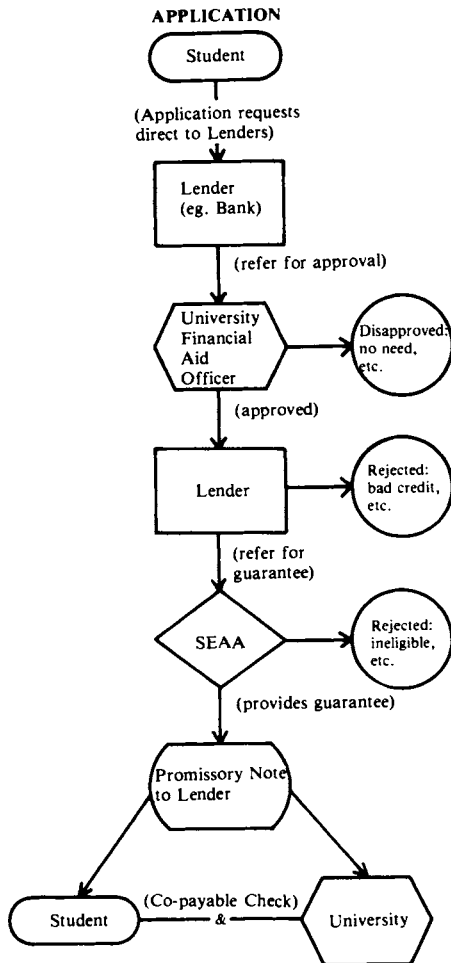 APPLICATION
Student
(Application requests
direct to Lenders)
Lender
(eg. Bank)
(refer for approval)
University
Financial
Aid
Officer
Disapproved:
no need,
etc.
(approved)
Lender
Rejected:
bad credit,
etc.
(refer for
guarantee)
SEAA
Rejected:
ineligible,
etc.
(provides guarantee)
Promissory Note
to Lender
Student
(Co-payable Check)
&
University